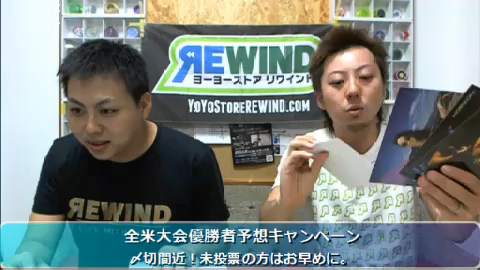 REWIND
ヨーヨーストア リワインド
YOYOSTOREREWIND.COM
REWIND
全米大会優勝者予想キャンペーン
〆切間近！未投票の方はお早めに。